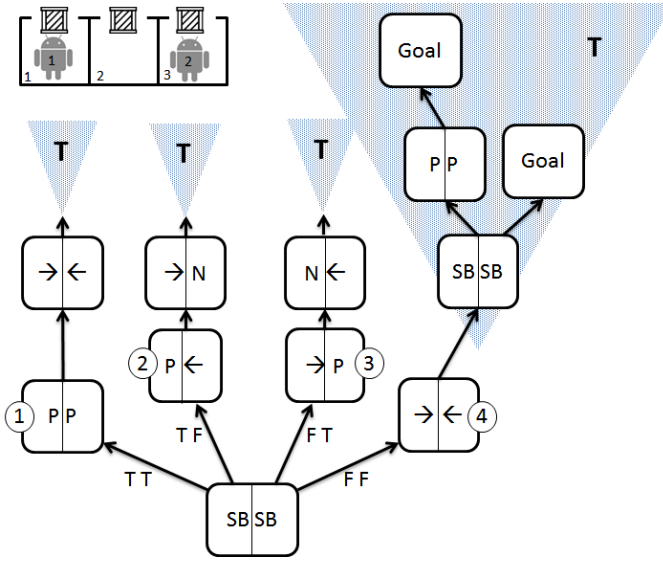 1
2
1
2
3
T
Goal
T
T
T
P P
Goal
→ ←
→ N
N ←
SB SB
2
P ←
→ P
3
1
P P
→ ←
4
T F
F T
T T
F F
SB SB